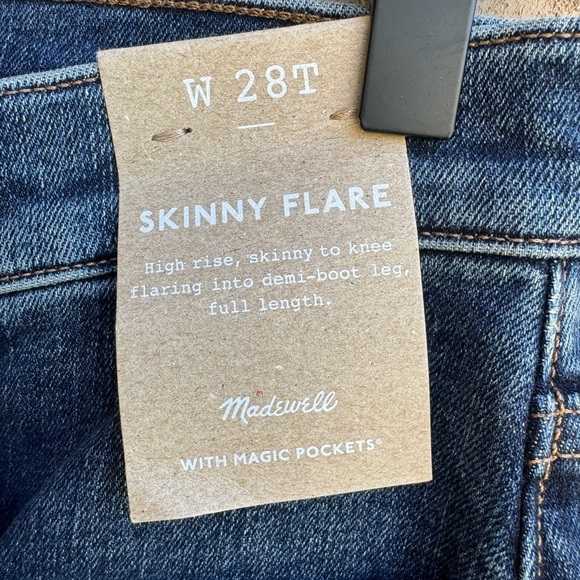 W 28T
SKINNY FLARE
High rise, skinny to knee
flaring into demi-boot leg,
full length.
Madewell
WITH MAGIC POCKETS®